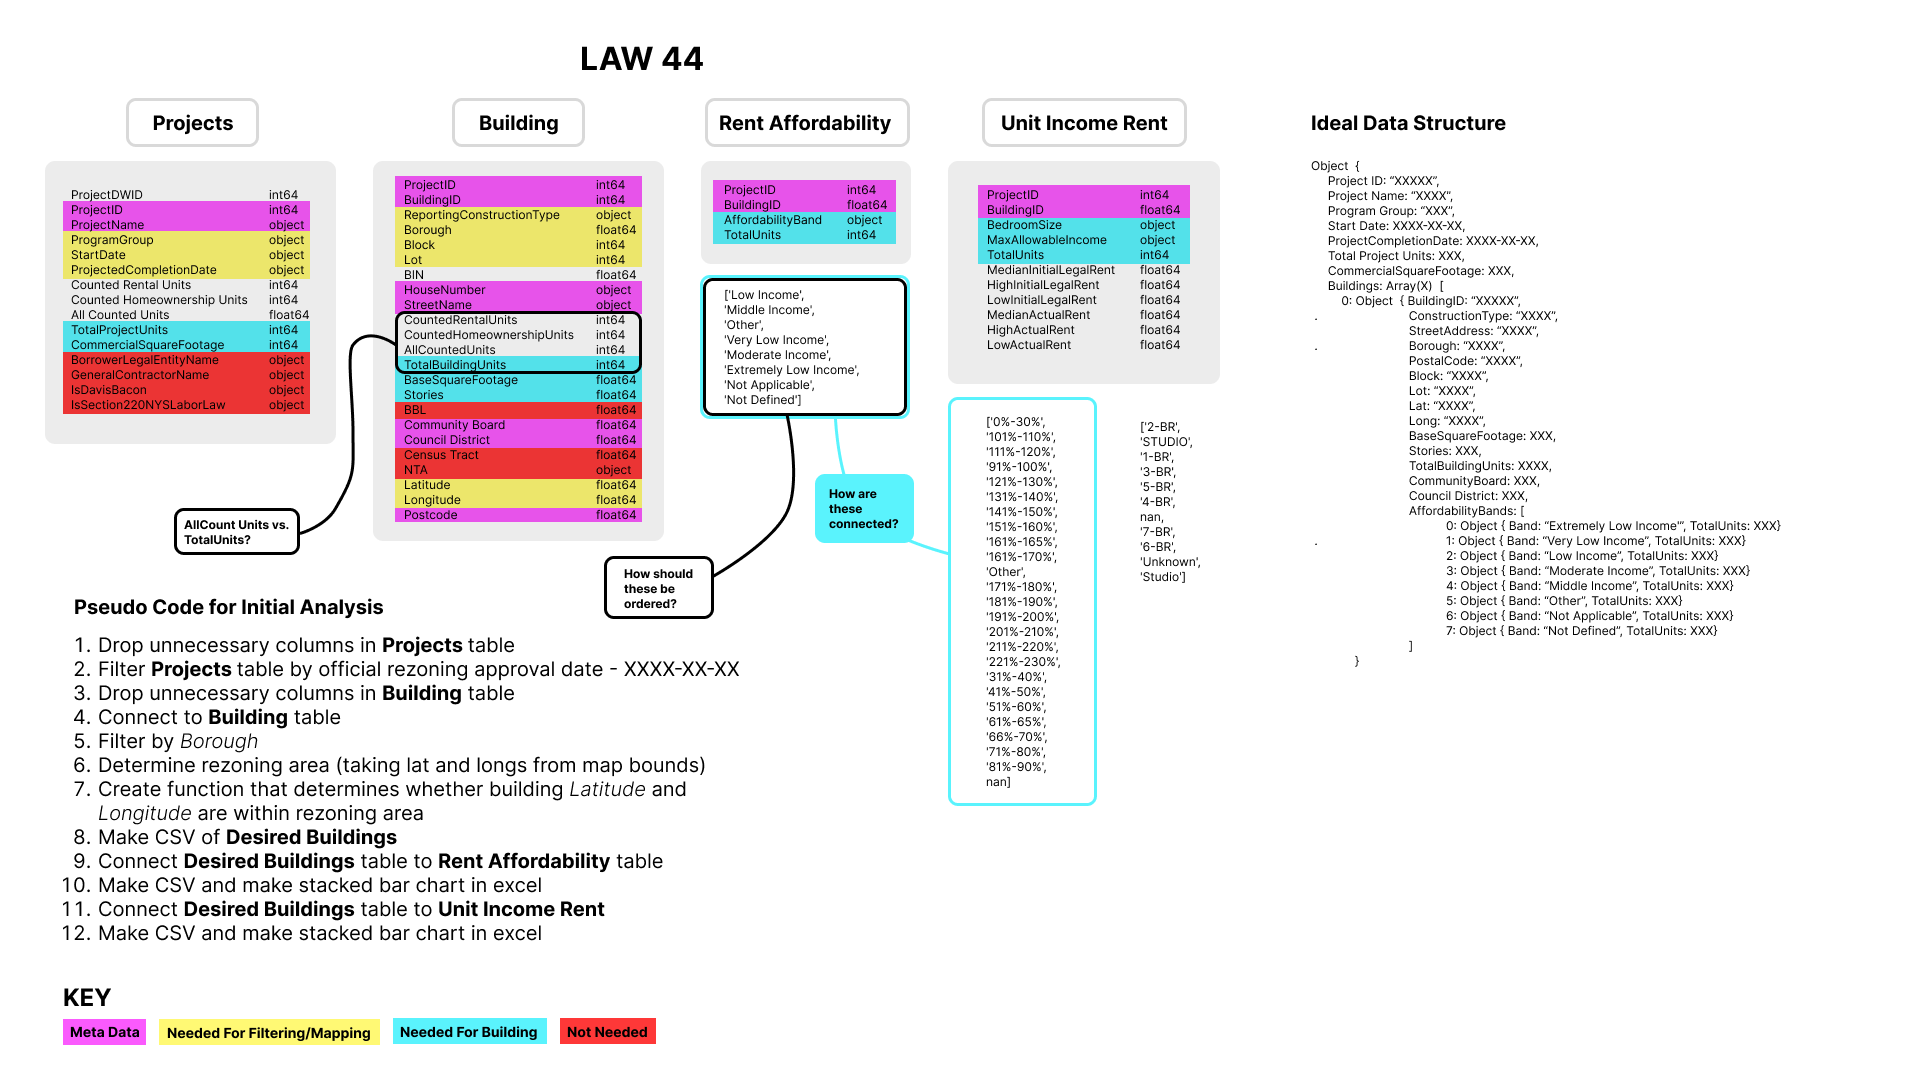 LAW 44
Projects
ProjectDWID int64
ProjectID int64
ProjectName object
ProgramGroup object
StartDate object
ProjectedCompletionDate object
Counted Rental Units int64
Counted Homeownership Units int64
All Counted Units float64
TotalProjectUnits int64
CommercialSquareFootage int64
BorrowerLegalEntityName object
GeneralContractorName object
IsDavisBacon object
IsSection220NYSLaborLaw object
Building
ProjectID int64
BuildingID int64
ReportingConstructionType object
Borough float64
Block int64
Lot int64
BIN float64
HouseNumber object
StreetName object
CountedRentalUnits int64
CountedHomeownershipUnits int64
AllCountedUnits int64
TotalBuildingUnits int64
BaseSquareFootage float64
Stories float64
BBL float64
Community Board float64
Council District float64
Census Tract float64
NTA object
Latitude float64
Longitude float64
Postcode float64
AllCount Units vs.
TotalUnits?
Rent Affordability
ProjectID int64
BuildingID float64
AffordabilityBand object
TotalUnits int64
['Low Income',
'Middle Income',
'Other',
'Very Low Income',
'Moderate Income',
'Extremely Low Income',
'Not Applicable',
'Not Defined']
How are
these
connected?
How should
these be
ordered?
Unit Income Rent
ProjectID int64
BuildingID float64
BedroomSize object
MaxAllowableIncome object
TotalUnits int64
MedianInitialLegalRent float64
HighInitialLegalRent float64
LowInitialLegalRent float64
MedianActualRent float64
HighActualRent float64
LowActualRent float64
['0%-30%',
'101%-110%',
'111%-120%',
'91%-100%',
'121%-130%',
'131%-140%',
'141%-150%',
'151%-160%',
'161%-165%',
'161%-170%',
'Other',
'171%-180%',
'181%-190%',
'191%-200%',
'201%-210%',
'211%-220%',
'221%-230%',
'31%-40%',
'41%-50%',
'51%-60%',
'61%-65%',
'66%-70%',
'71%-80%',
'81%-90%',
nan]
['2-BR',
'STUDIO',
'1-BR',
'3-BR',
'5-BR',
'4-BR',
nan,
'7-BR',
'6-BR',
'Unknown',
'Studio']
Ideal Data Structure
Object {
Project ID: “XXXXX”,
Project Name: “XXXX”,
Program Group: “XXX”,
Start Date: XXXX-XX-XX,
ProjectCompletionDate: XXXX-XX-XX,
Total Project Units: XXX,
CommercialSquareFootage: XXX,
Buildings: Array(X) [
0: Object { BuildingID: “XXXXX”,
. ConstructionType: “XXXX”,
StreetAddress: “XXXX”,
. Borough: “XXXX”,
PostalCode: “XXXX”,
Block: “XXXX”,
Lot: “XXXX”,
Lat: “XXXX”,
Long: “XXXX”,
BaseSquareFootage: XXX,
Stories: XXX,
TotalBuildingUnits: XXXX,
CommunityBoard: XXX,
Council District: XXX,
AffordabilityBands: [
0: Object { Band: “Extremely Low Income'”, TotalUnits: XXX}
. 1: Object { Band: “Very Low Income”, TotalUnits: XXX}
2: Object { Band: “Low Income”, TotalUnits: XXX}
3: Object { Band: “Moderate Income”, TotalUnits: XXX}
4: Object { Band: “Middle Income”, TotalUnits: XXX}
5: Object { Band: “Other”, TotalUnits: XXX}
6: Object { Band: “Not Applicable”, TotalUnits: XXX}
7: Object { Band: “Not Defined”, TotalUnits: XXX}
]
}
Pseudo Code for Initial Analysis
1. Drop unnecessary columns in Projects table
2. Filter Projects table by official rezoning approval date - XXXX-XX-XX
3. Drop unnecessary columns in Building table
4. Connect to Building table
5. Filter by Borough
6. Determine rezoning area (taking lat and longs from map bounds)
7. Create function that determines whether building Latitude and
Longitude are within rezoning area
8. Make CSV of Desired Buildings
9. Connect Desired Buildings table to Rent Affordability table
10. Make CSV and make stacked bar chart in excel
11. Connect Desired Buildings table to Unit Income Rent
12. Make CSV and make stacked bar chart in excel
KEY
Meta Data
Needed For Filtering/Mapping
Needed For Building
Not Needed